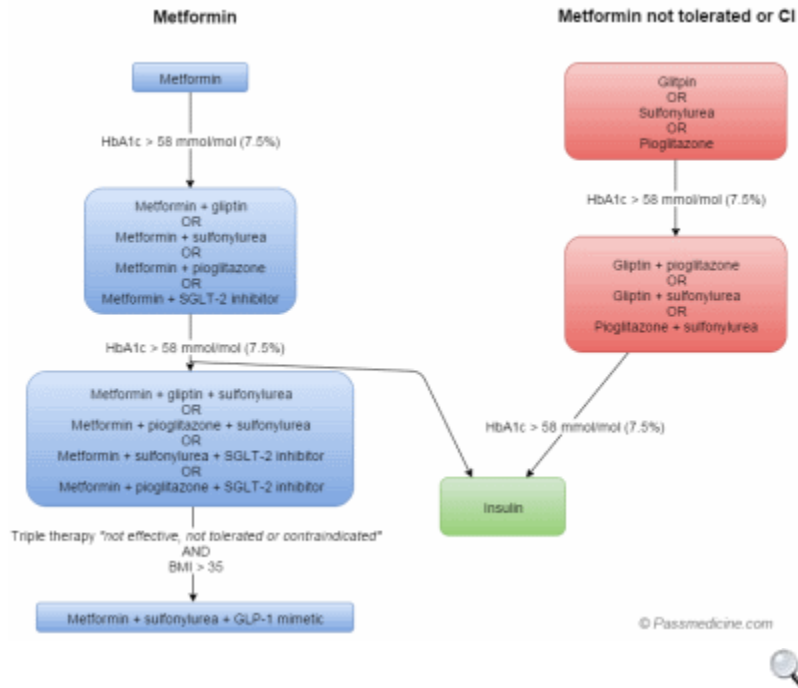 Metformin
Metformin not tolerated or CI
Metformin
HbA1c > 58 mmol/mol (7.5%)
Metformin + gliptin
OR
Metformin + sulfonylurea
OR
Metformin + pioglitazone
OR
Metformin + SGLT-2 inhibitor
HbA1c > 58 mmol/mol (7.5%)
Metformin + gliptin + sulfonylurea
OR
Metformin + pioglitazone + sulfonylurea
OR
Metformin + sulfonylurea + SGLT-2 inhibitor
OR
Metformin + pioglitazone + SGLT-2 inhibitor
Triple therapy "not effective, not tolerated or contraindicated"
AND
BMI > 35
Metformin + sulfonylurea + GLP-1 mimetic
Glitpin
OR
Sulfonylurea
OR
Pioglitazone
HbA1c > 58 mmol/mol (7.5%)
Gliptin + pioglitazone
OR
Gliptin + sulfonylurea
OR
Pioglitazone + sulfonylurea
HbA1c > 58 mmol/mol (7.5%)
Insulin
© Passmedicine.com